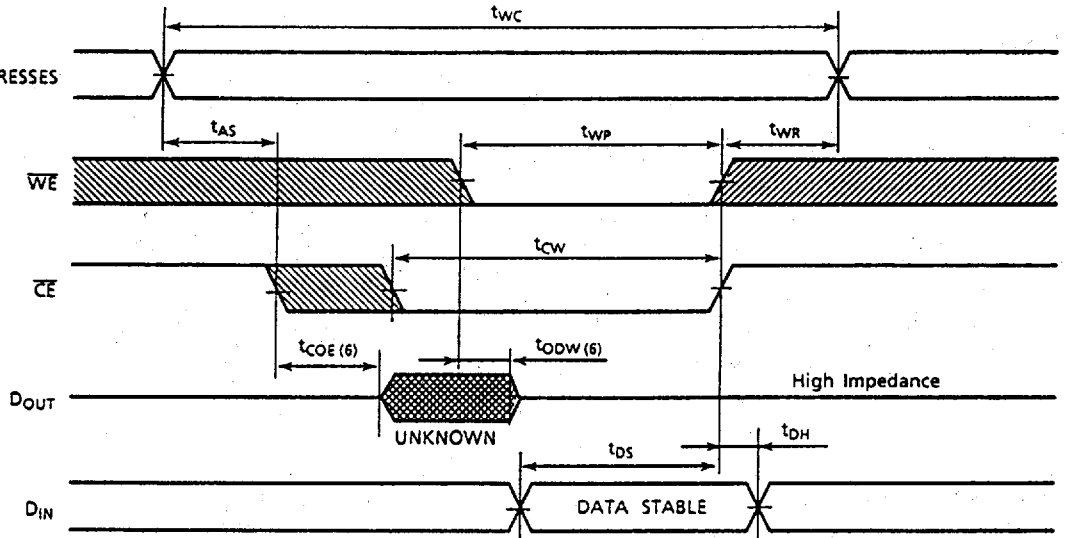 tWC
RESSES
tAS
tWP
tWR
WE
tCW
CE
tCOE (6)
tODW (6)
High Impedance
DOUT
UNKNOWN
tDH
tDS
DIN
DATA STABLE